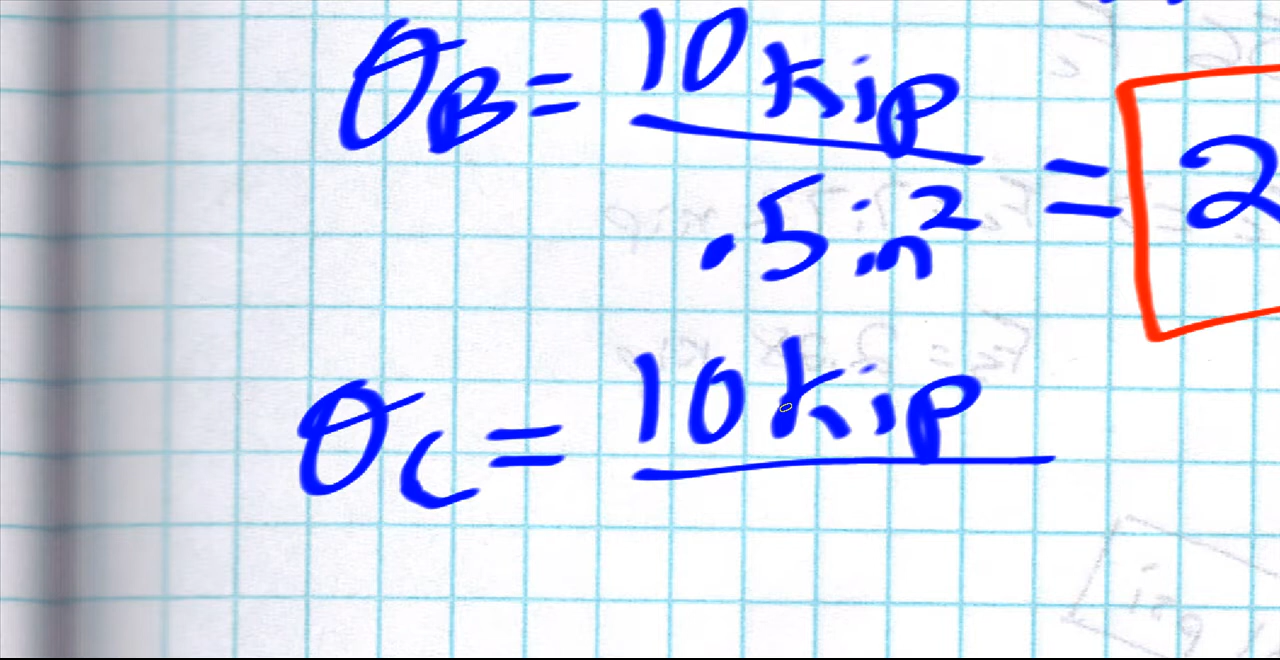 σB = 10 kip / .5 in² = 2
σC = 10 kip